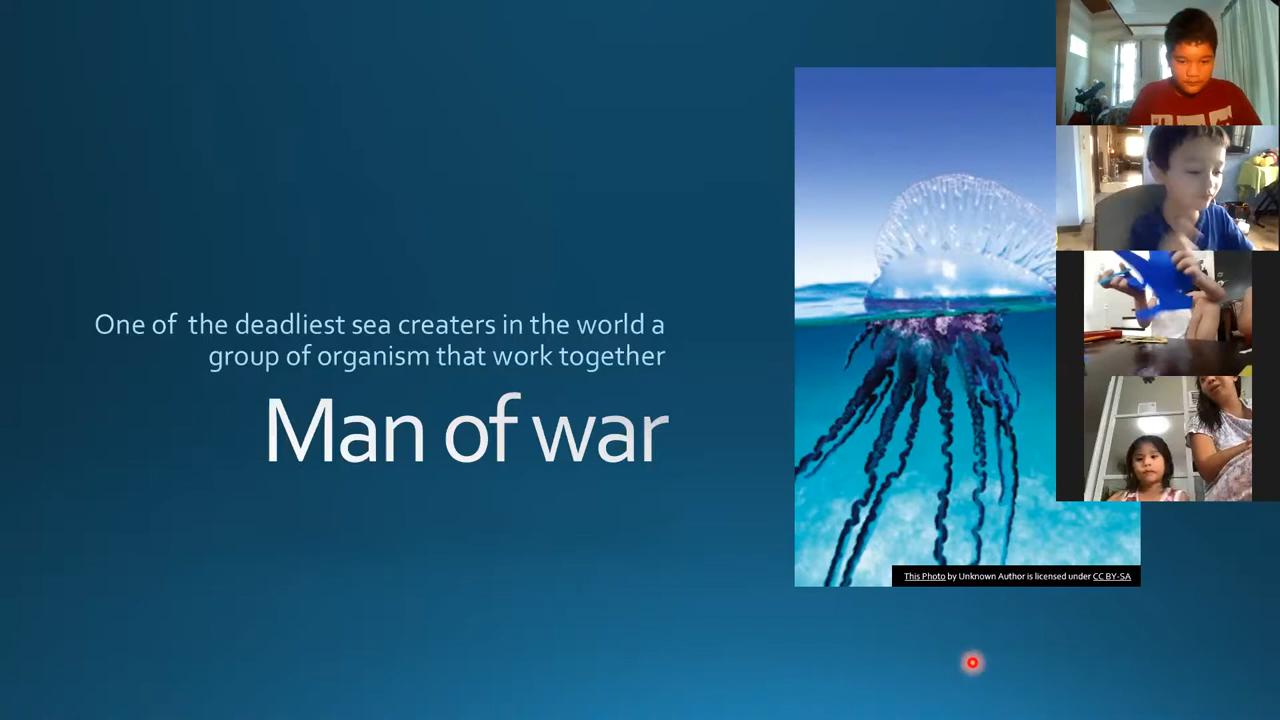 One of the deadliest sea creaters in the world a
group of organism that work together
Man of war
This Photo by Unknown Author is licensed under CC BY-SA